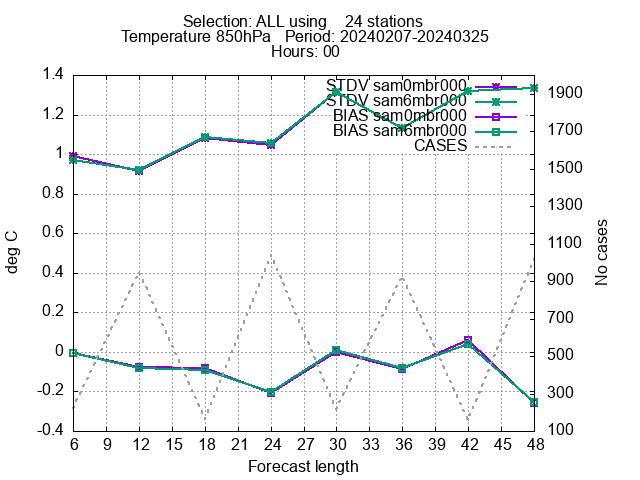 Selection: ALL using    24 stations
Temperature 850hPa   Period: 20240207-20240325
Hours: 00
STDV sam0mbr000
STDV sam6mbr000
BIAS sam0mbr000
BIAS sam6mbr000
CASES
deg C
1.4
1.2
1
0.8
0.6
0.4
0.2
0
-0.2
-0.4
1900
1700
1500
1300
1100
900
700
500
300
100
No cases
6 9 12 15 18 21 24 27 30 33 36 39 42 45 48
Forecast length